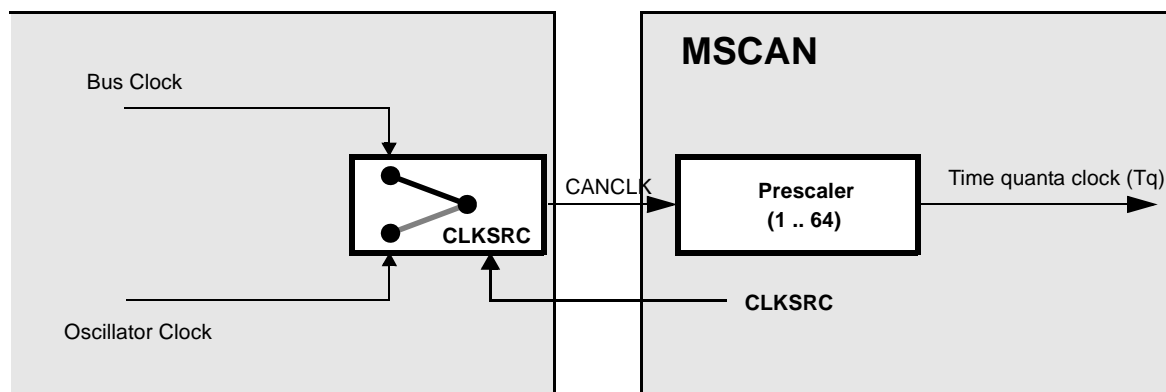 MSCAN
Bus Clock
CANCLK
Prescaler
(1 .. 64)
Time quanta clock (Tq)
CLKSRC
CLKSRC
Oscillator Clock